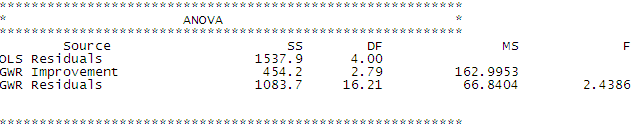 **********************************************************
* ANOVA *
**********************************************************
Source SS DF MS F
OLS Residuals 1537.9 4.00
GWR Improvement 454.2 2.79 162.9953
GWR Residuals 1083.7 16.21 66.8404 2.4386
**********************************************************